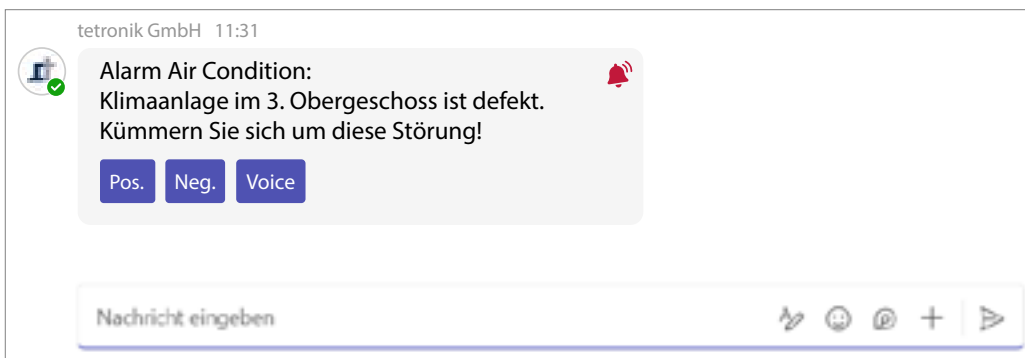 tetronik GmbH 11:31
Alarm Air Condition:
Klimaanlage im 3. Obergeschoss ist defekt.
Kümmern Sie sich um diese Störung!
Pos. Neg. Voice
Nachricht eingeben